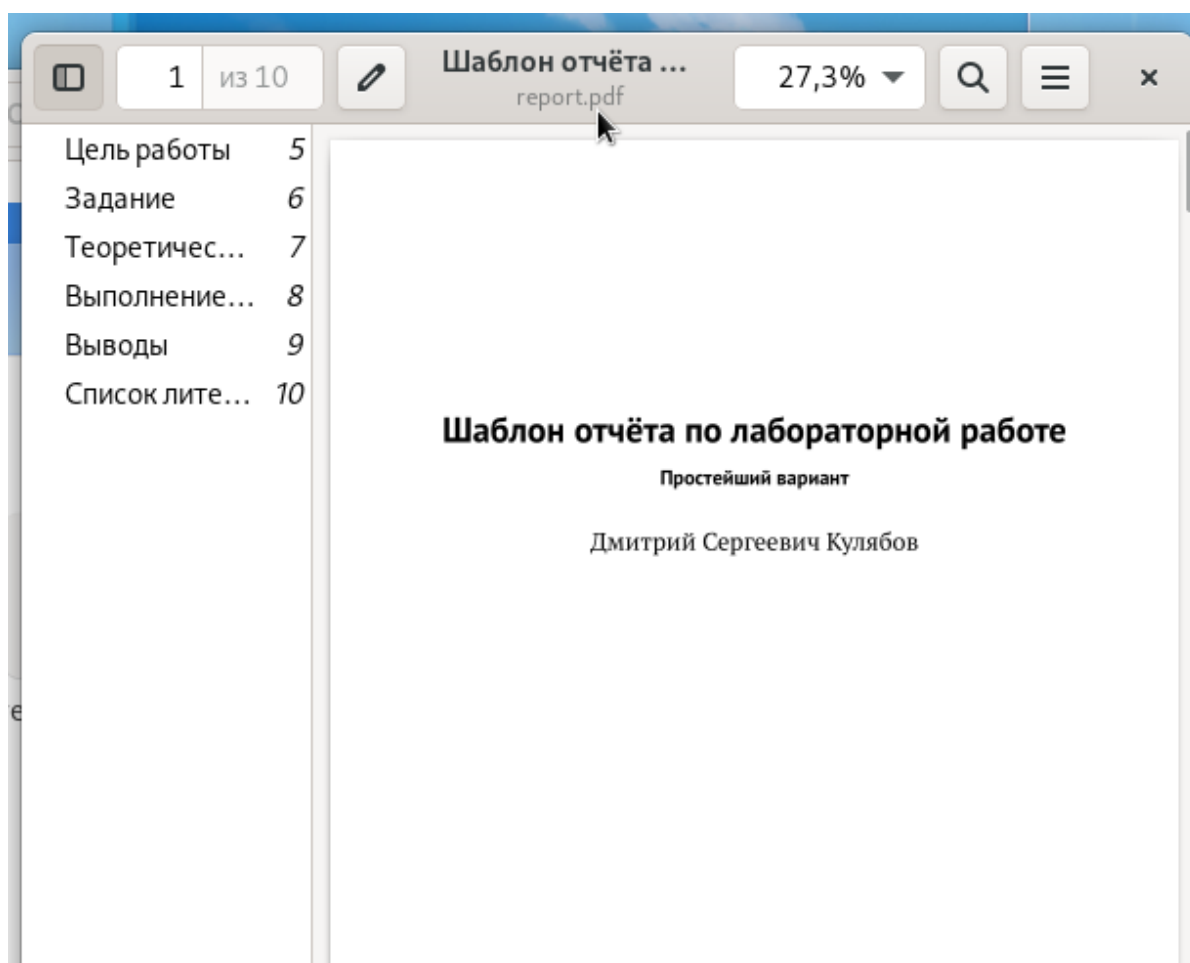 1 из 10 Шаблон отчёта ... 27,3%
report.pdf
Цель работы 5
Задание 6
Теоретичес... 7
Выполнение... 8
Выводы 9
Список лите... 10
Шаблон отчёта по лабораторной работе
Простейший вариант
Дмитрий Сергеевич Кулябов